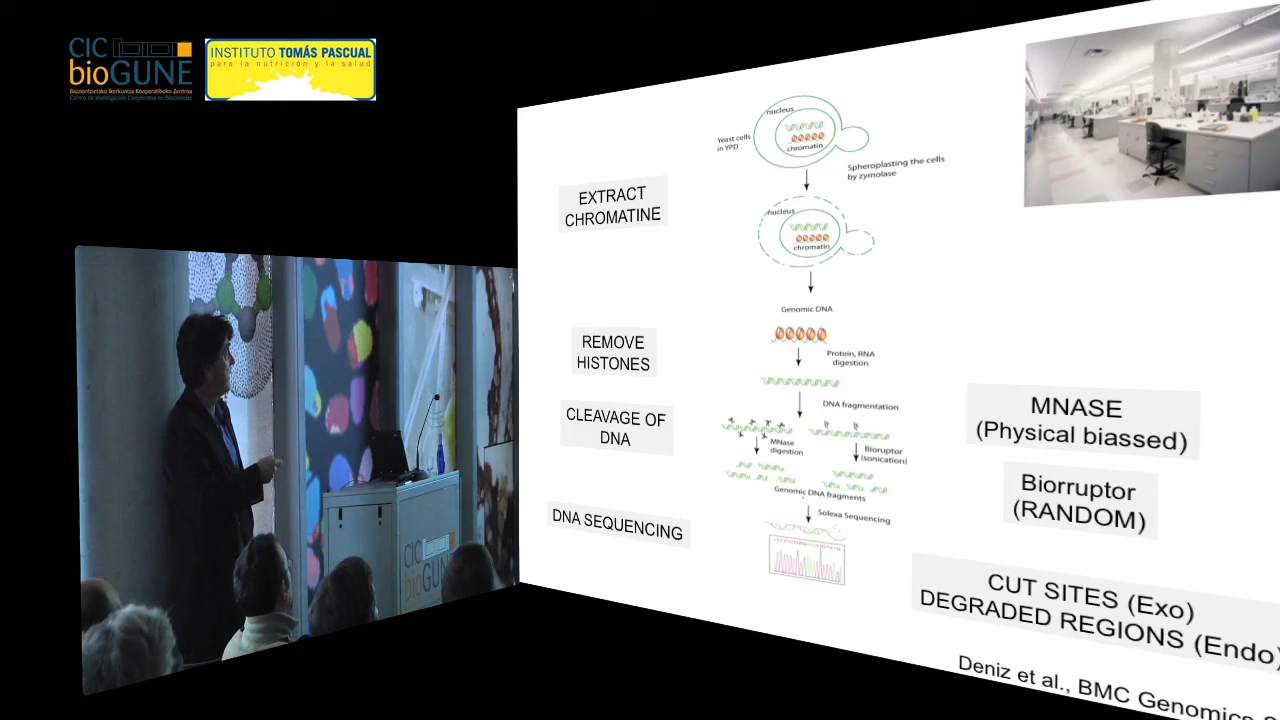 CIC
bioGUNE
Biozientzietako Ikerkuntza Kooperatiboko Zentroa
Centro de Investigación Cooperativa en Biociencias
INSTITUTO TOMÁS PASCUAL
para la nutrición y la salud
nucleus
Yeast cells
in YPD
chromatin
Spheroplasting the cells
by zymolase
EXTRACT
CHROMATINE
nucleus
chromatin
Genomic DNA
REMOVE
HISTONES
Protein, RNA
digestion
DNA fragmentation
CLEAVAGE OF
DNA
MNase
digestion
Bioruptor
(sonication)
Genomic DNA fragments
DNA SEQUENCING
Solexa Sequencing
MNASE
(Physical biassed)
Biorruptor
(RANDOM)
CUT SITES (Exo)
DEGRADED REGIONS (Endo)
Deniz et al., BMC Genomics
CIC
bioGUNE